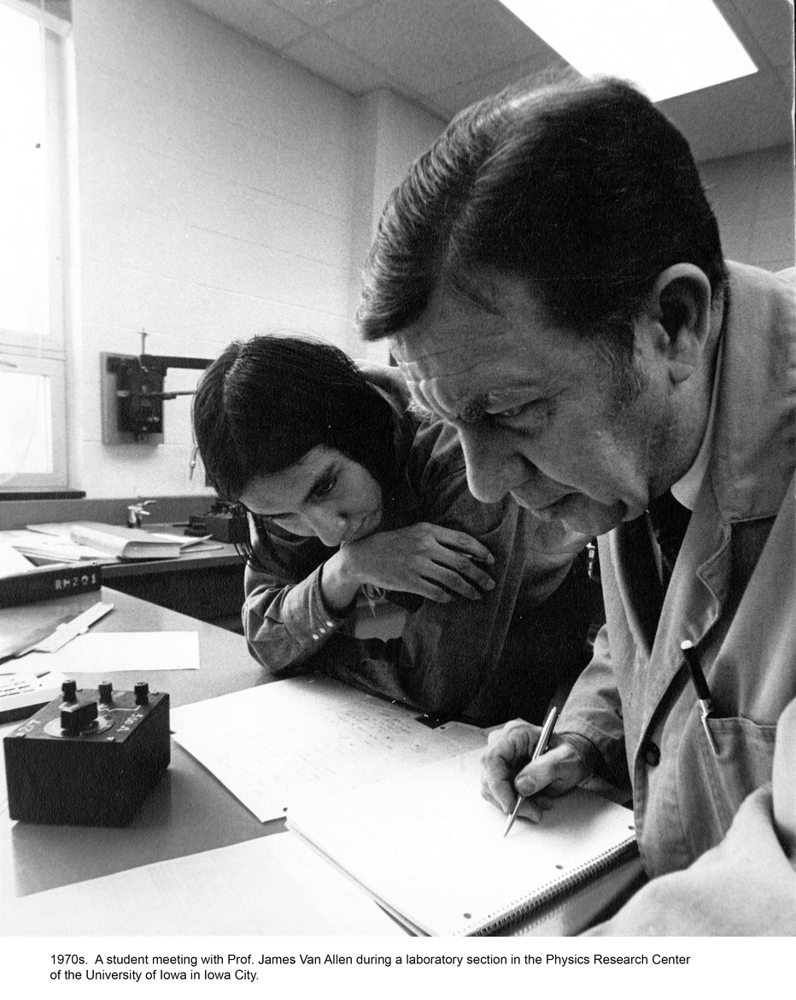 RM201
1970s.  A student meeting with Prof. James Van Allen during a laboratory section in the Physics Research Center
of the University of Iowa in Iowa City.